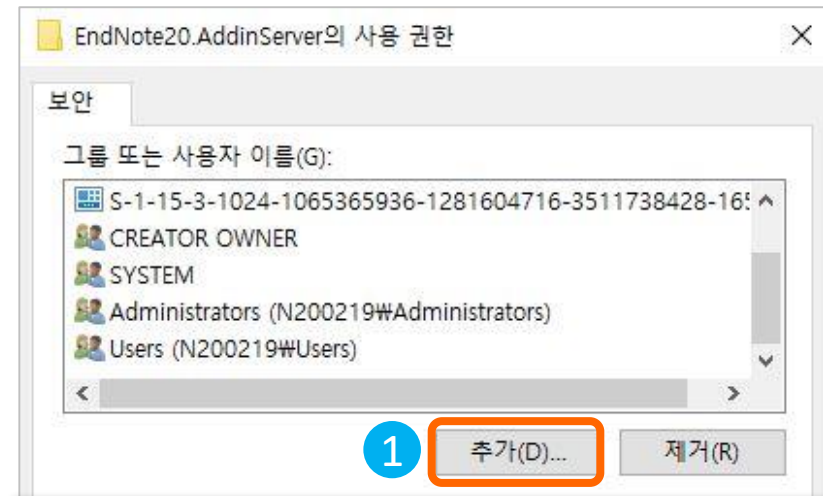 EndNote20.AddinServer의 사용 권한
보안
그룹 또는 사용자 이름(G):
S-1-15-3-1024-1065365936-1281604716-3511738428-165
CREATOR OWNER
SYSTEM
Administrators (N200219₩Administrators)
Users (N200219₩Users)
1 추가(D)... 제거(R)